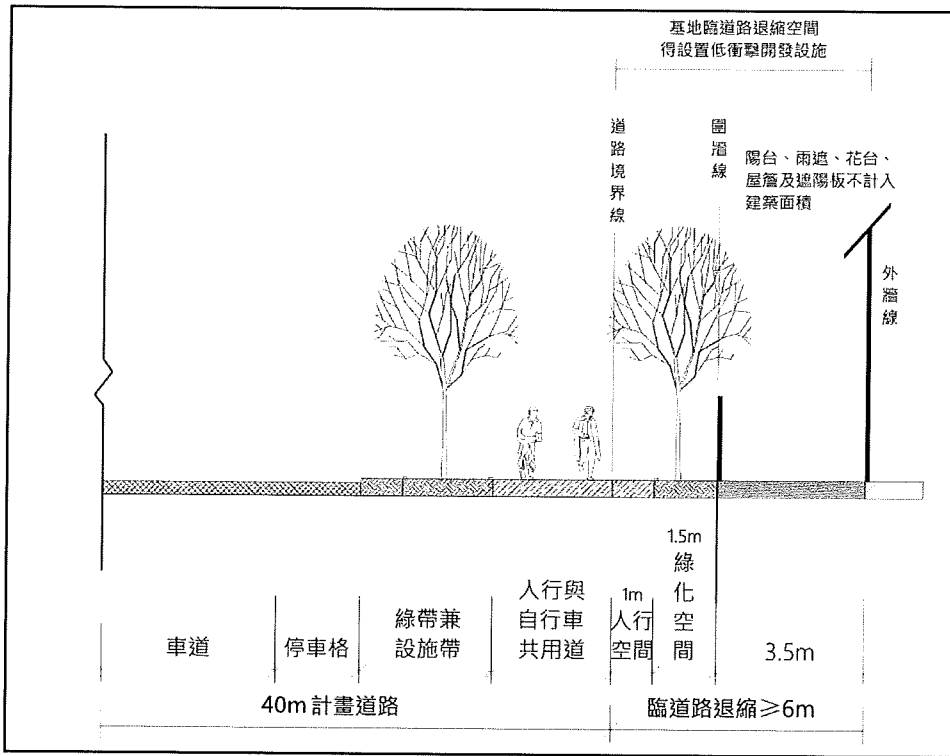 基地臨道路退縮空間
得設置低衝擊開發設施
道路境界線
圍牆線
陽台、雨遮、花台、
屋簷及遮陽板不計入
建築面積
外牆線
車道
停車格
綠帶兼
設施帶
人行與
自行車
共用道
1m
人行
空間
1.5m
綠化空間
3.5m
40m計畫道路
臨道路退縮≥6m